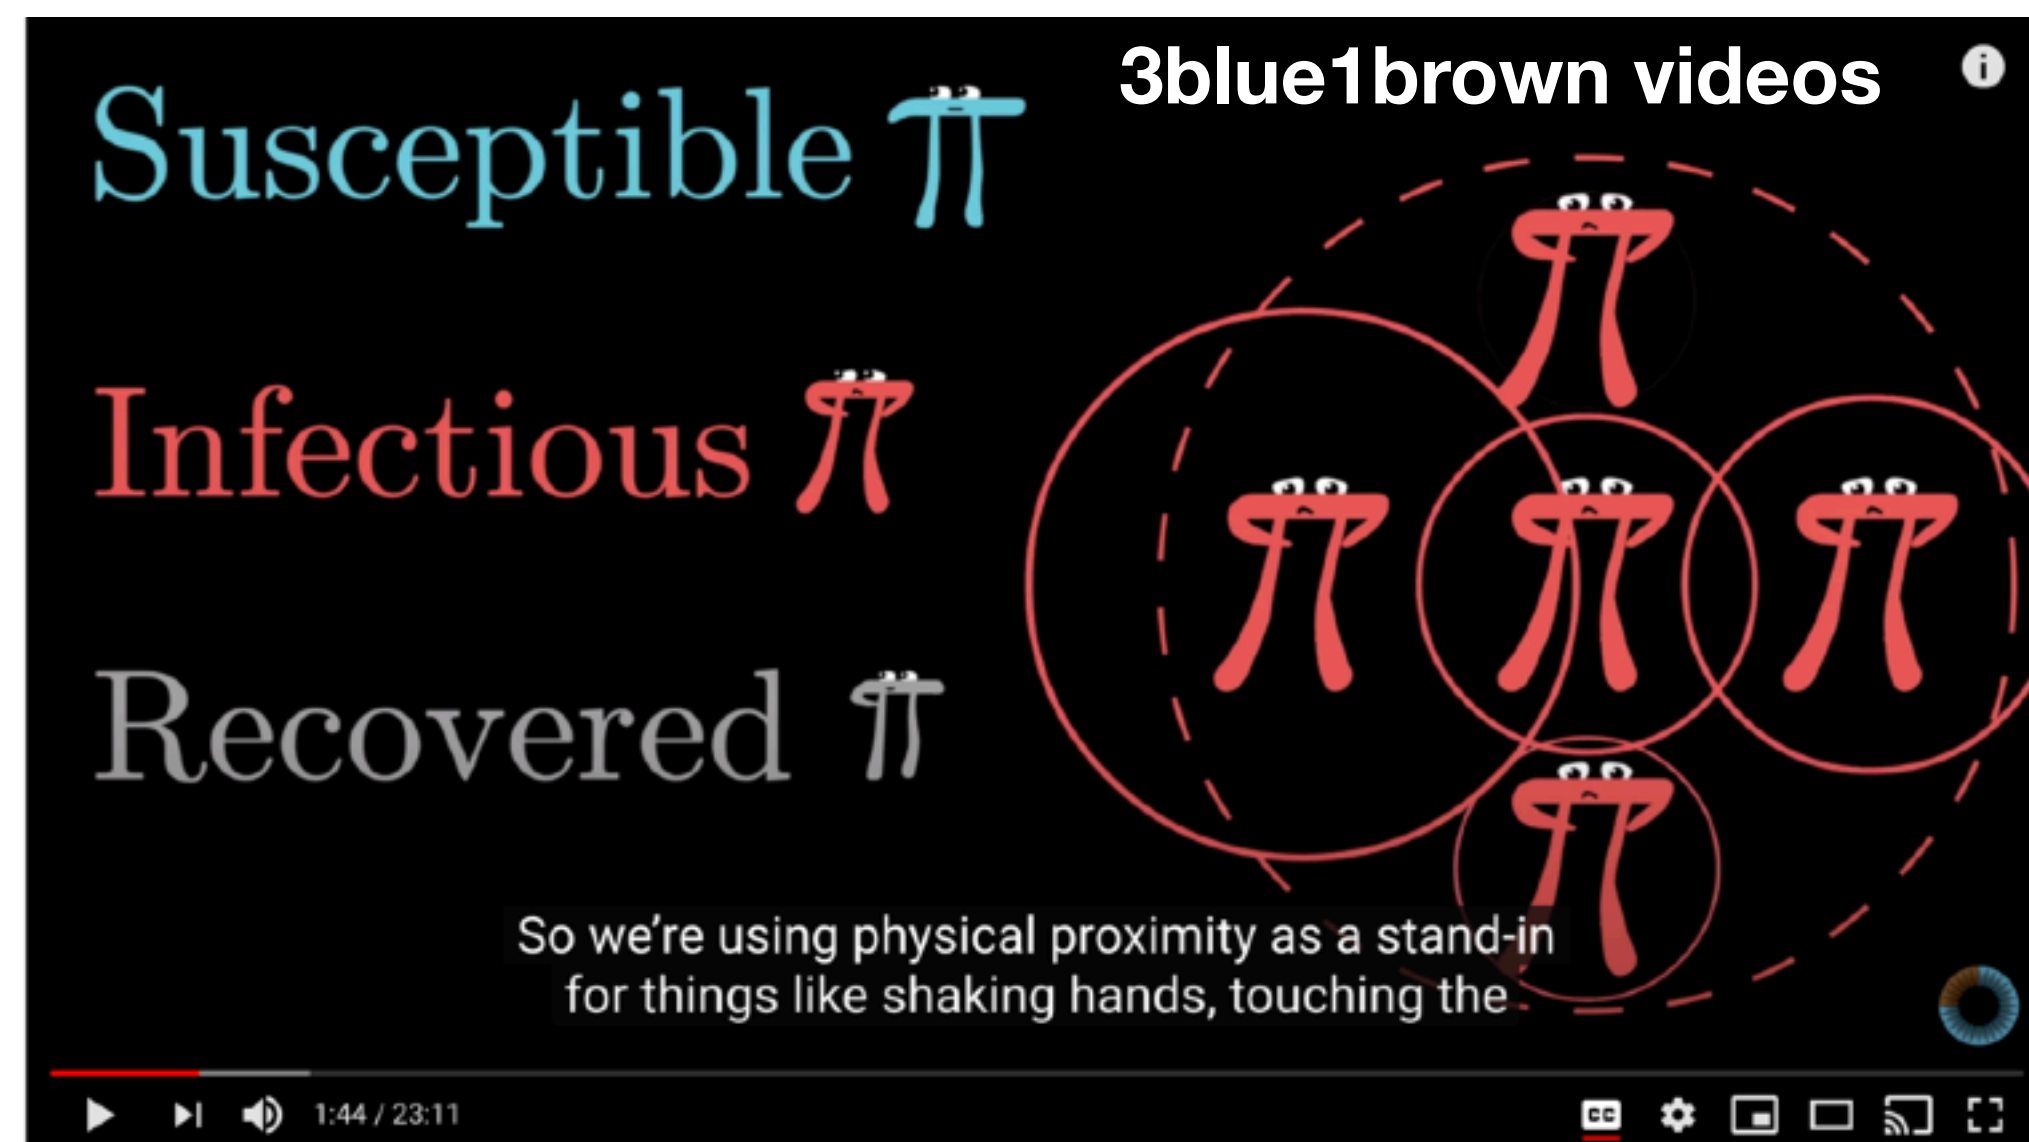 3blue1brown videos
Susceptible
Infectious
Recovered
So we’re using physical proximity as a stand-in
for things like shaking hands, touching the
1:44 / 23:11
CC